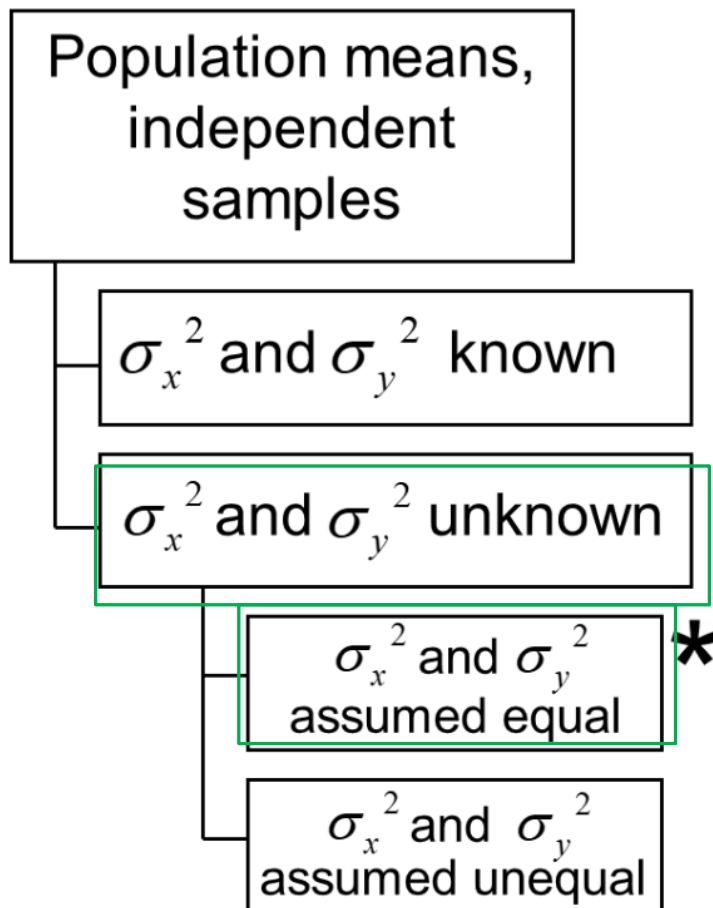 Population means,
independent
samples
σx² and σy² known
σx² and σy² unknown
σx² and σy² *
assumed equal
σx² and σy²
assumed unequal